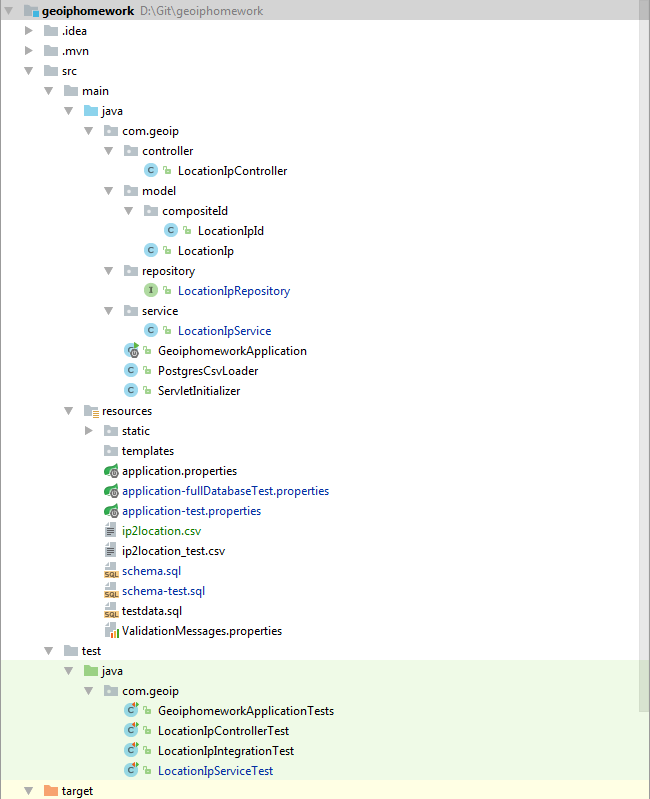 geoiphomework D:\Git\geoiphomework
.idea
.mvn
src
main
java
com.geoip
controller
C LocationIpController
model
compositeId
C LocationIpId
C LocationIp
repository
I LocationIpRepository
service
C LocationIpService
C GeoiphomeworkApplication
C PostgresCsvLoader
C ServletInitializer
resources
static
templates
application.properties
application-fullDatabaseTest.properties
application-test.properties
ip2location.csv
ip2location_test.csv
SQL schema.sql
SQL schema-test.sql
SQL testdata.sql
ValidationMessages.properties
test
java
com.geoip
C GeoiphomeworkApplicationTests
C LocationIpControllerTest
C LocationIpIntegrationTest
C LocationIpServiceTest
target